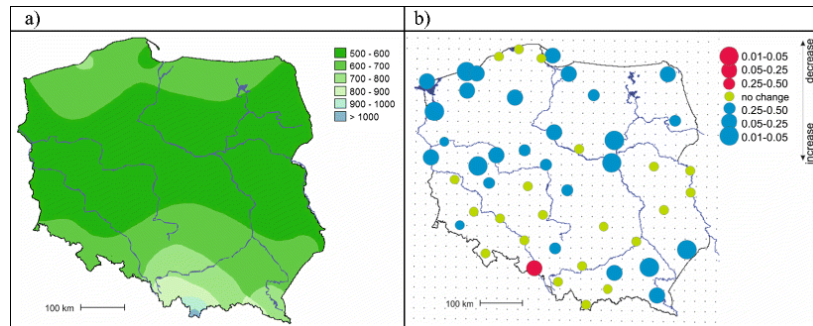 a)
b)
500 - 600
600 - 700
700 - 800
800 - 900
900 - 1000
> 1000
100 km
0.01-0.05
0.05-0.25
0.25-0.50
no change
0.25-0.50
0.05-0.25
0.01-0.05
decrease
increase
100 km